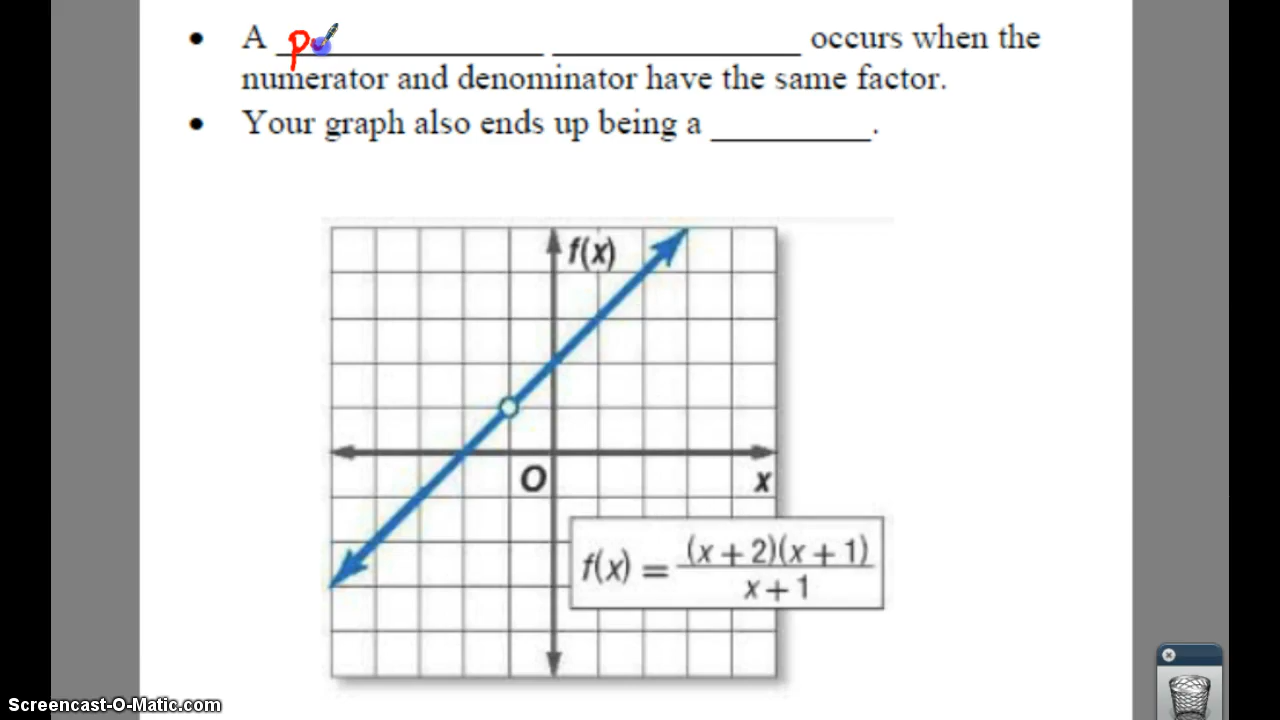 • A p____________ ____________ occurs when the
numerator and denominator have the same factor.
• Your graph also ends up being a _________.
f(x)
O
x
f(x) = (x + 2)(x + 1) / x + 1
Screencast-O-Matic.com